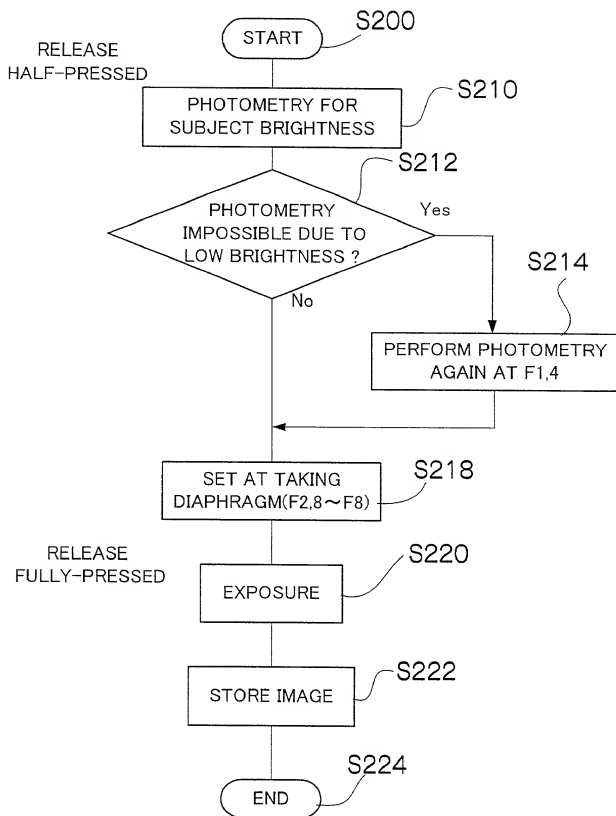 START
S200
RELEASE
HALF-PRESSED
PHOTOMETRY FOR
SUBJECT BRIGHTNESS
S210
S212
PHOTOMETRY
IMPOSSIBLE DUE TO
LOW BRIGHTNESS ?
Yes
No
S214
PERFORM PHOTOMETRY
AGAIN AT F1,4
SET AT TAKING
DIAPHRAGM(F2,8～F8)
S218
RELEASE
FULLY-PRESSED
S220
EXPOSURE
S222
STORE IMAGE
S224
END